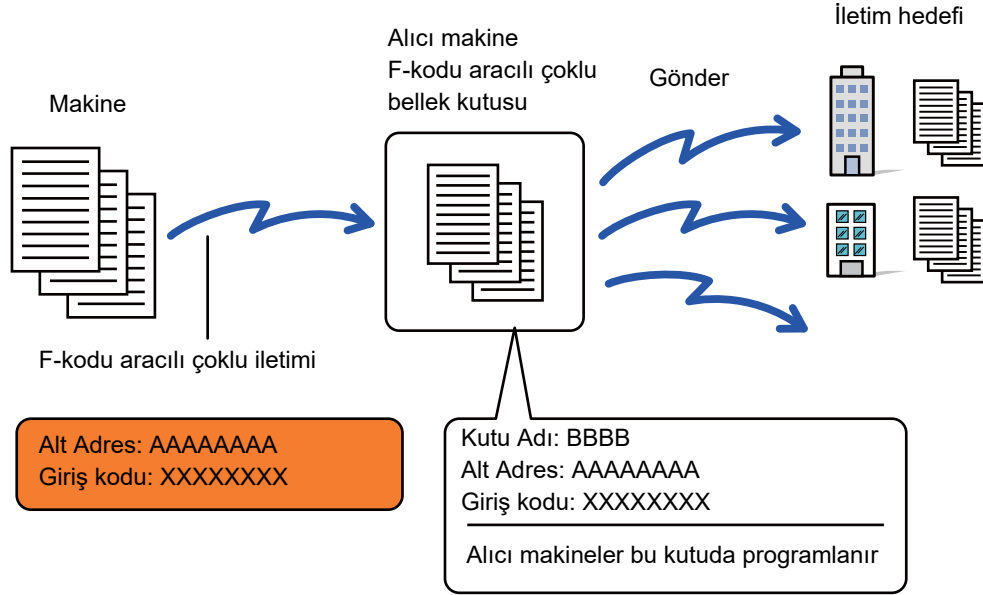 İletim hedefi
Alıcı makine
F-kodu aracılı çoklu
bellek kutusu
Gönder
Makine
F-kodu aracılı çoklu iletimi
Alt Adres: AAAAAAAA
Giriş kodu: XXXXXXXX
Kutu Adı: BBBB
Alt Adres: AAAAAAAA
Giriş kodu: XXXXXXXX
Alıcı makineler bu kutuda programlanır